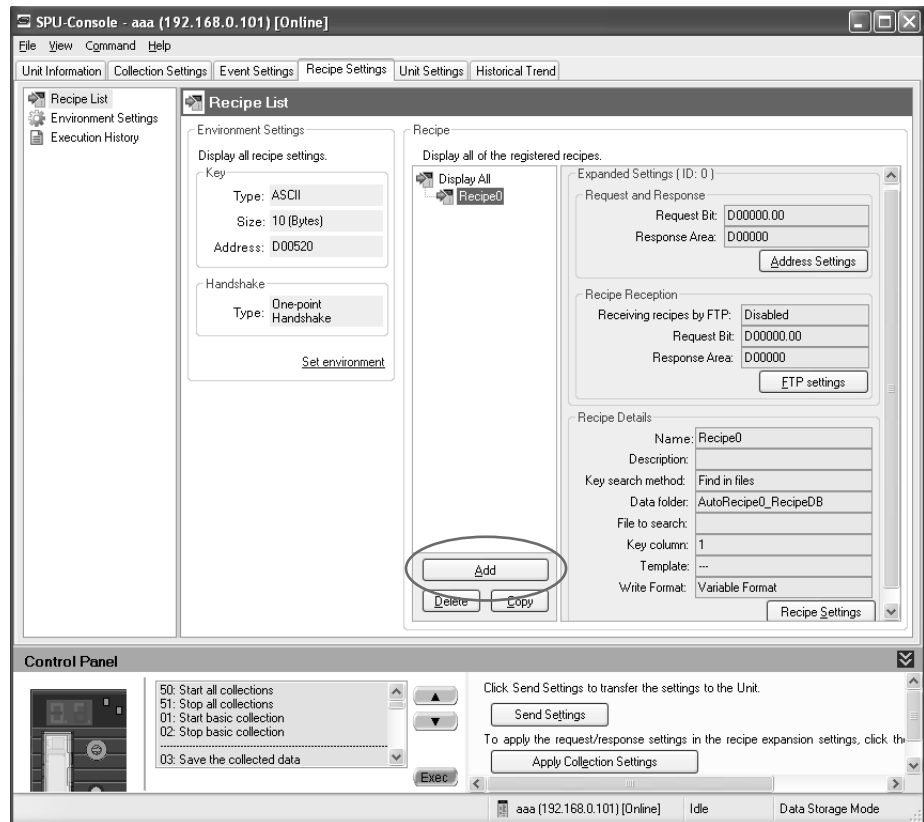 SPU-Console - aaa (192.168.0.101) [Online]
File View Command Help
Unit Information Collection Settings Event Settings Recipe Settings Unit Settings Historical Trend
Recipe List
Environment Settings
Execution History
Recipe List
Environment Settings
Display all recipe settings.
Key
Type: ASCII
Size: 10 (Bytes)
Address: D00520
Handshake
Type: One-point
Handshake
Set environment
Recipe
Display all of the registered recipes.
Display All
Recipe0
Add
Delete Copy
Expanded Settings ( ID: 0 )
Request and Response
Request Bit: D00000.00
Response Area: D00000
Address Settings
Recipe Reception
Receiving recipes by FTP: Disabled
Request Bit: D00000.00
Response Area: D00000
FTP settings
Recipe Details
Name: Recipe0
Description:
Key search method: Find in files
Data folder: AutoRecipe0_RecipeDB
File to search:
Key column: 1
Template: ---
Write Format: Variable Format
Recipe Settings
Control Panel
50: Start all collections
51: Stop all collections
01: Start basic collection
02: Stop basic collection
03: Save the collected data
Exec
Click Send Settings to transfer the settings to the Unit.
Send Settings
To apply the request/response settings in the recipe expansion settings, click the
Apply Collection Settings
aaa (192.168.0.101) [Online] Idle Data Storage Mode